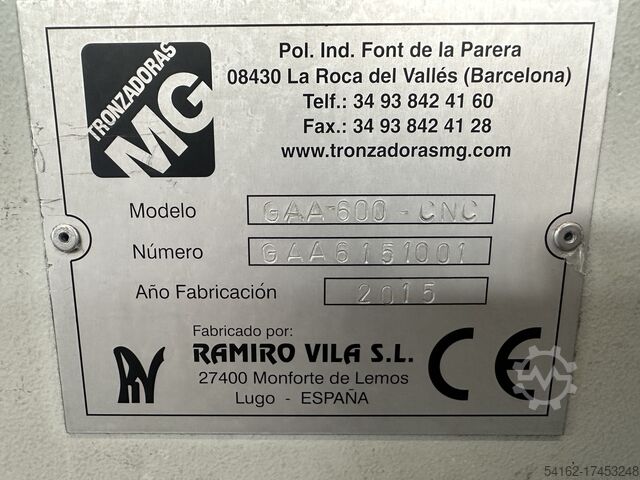 TRONZADORAS
MG
Pol. Ind. Font de la Parera
08430 La Roca del Vallés (Barcelona)
Telf.: 34 93 842 41 60
Fax.: 34 93 842 41 28
www.tronzadorasmg.com
Modelo GAA-600-CNC
Número GAA6151001
Año Fabricación 2015
Fabricado por:
RAMIRO VILA S.L.
27400 Monforte de Lemos
Lugo - ESPAÑA
CE
54162-17453248